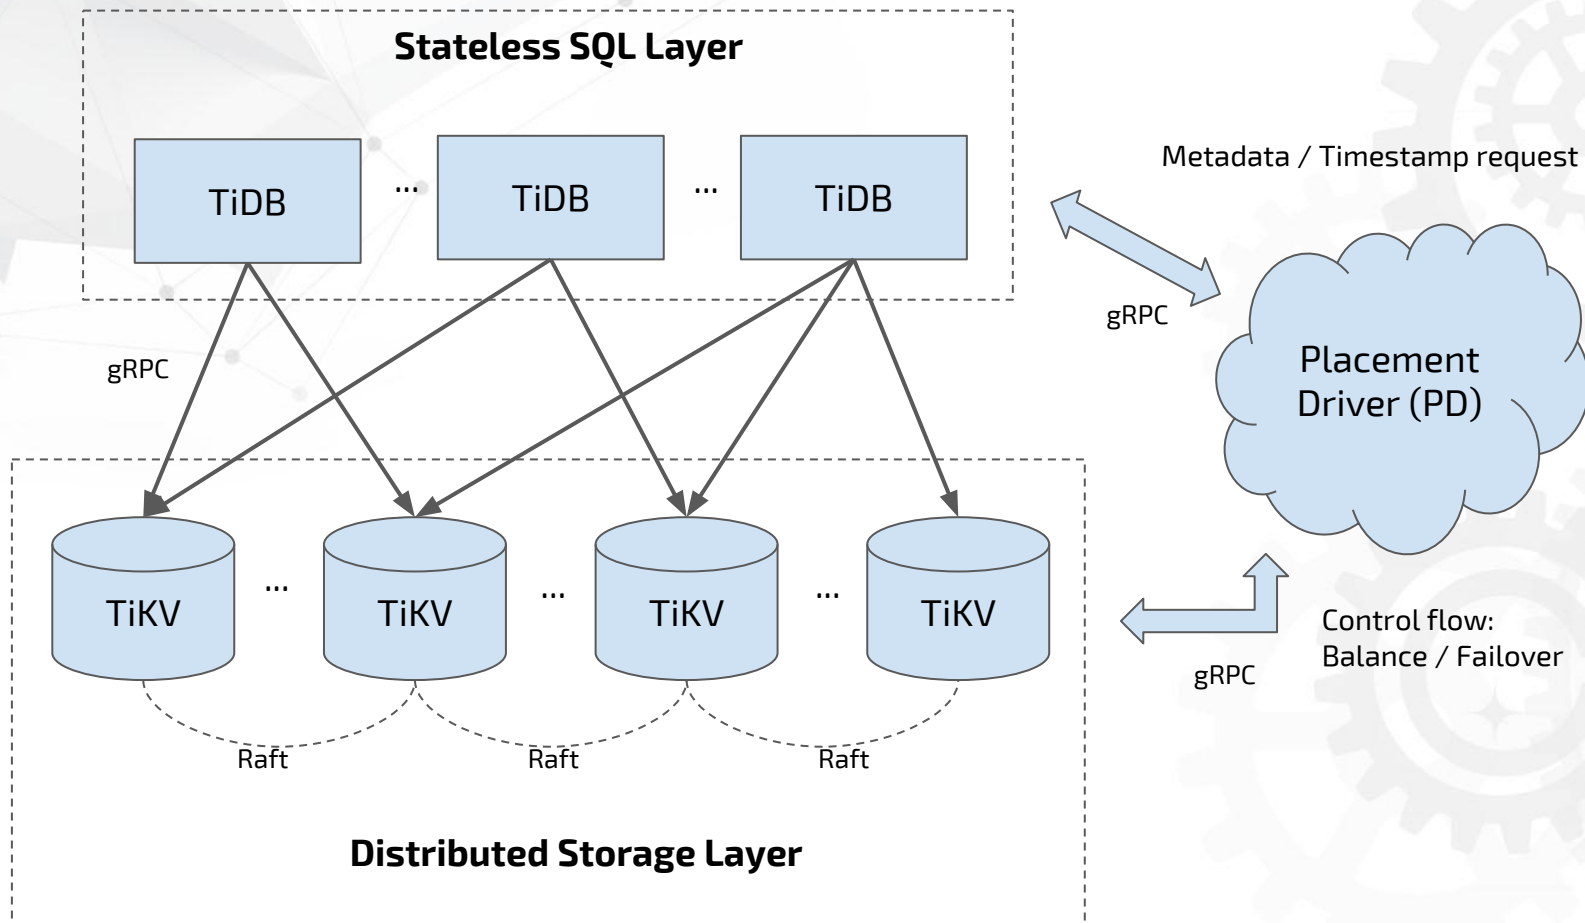 Stateless SQL Layer
TiDB
...
TiDB
...
TiDB
Metadata / Timestamp request
gRPC
gRPC
Placement
Driver (PD)
TiKV
...
TiKV
...
TiKV
...
TiKV
Control flow:
Balance / Failover
gRPC
Raft
Raft
Raft
Distributed Storage Layer